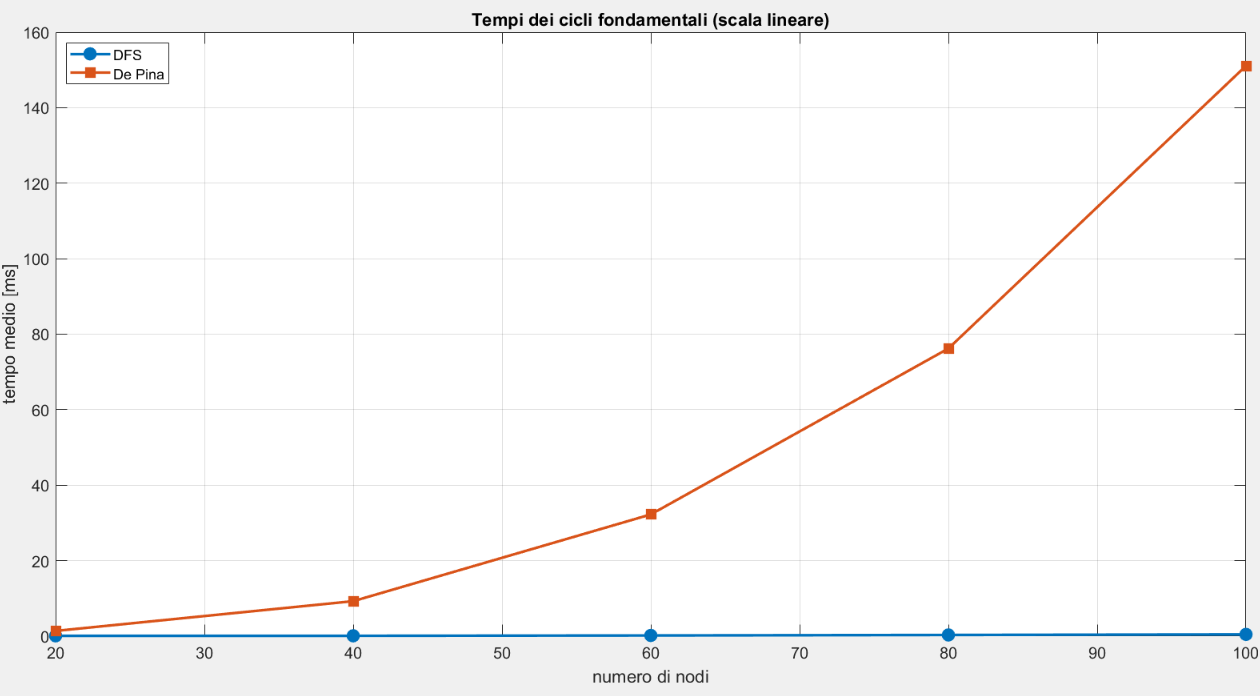 Tempi dei cicli fondamentali (scala lineare)
DFS
De Pina
160
140
120
100
80
60
40
20
0
tempo medio [ms]
20 30 40 50 60 70 80 90 100
numero di nodi